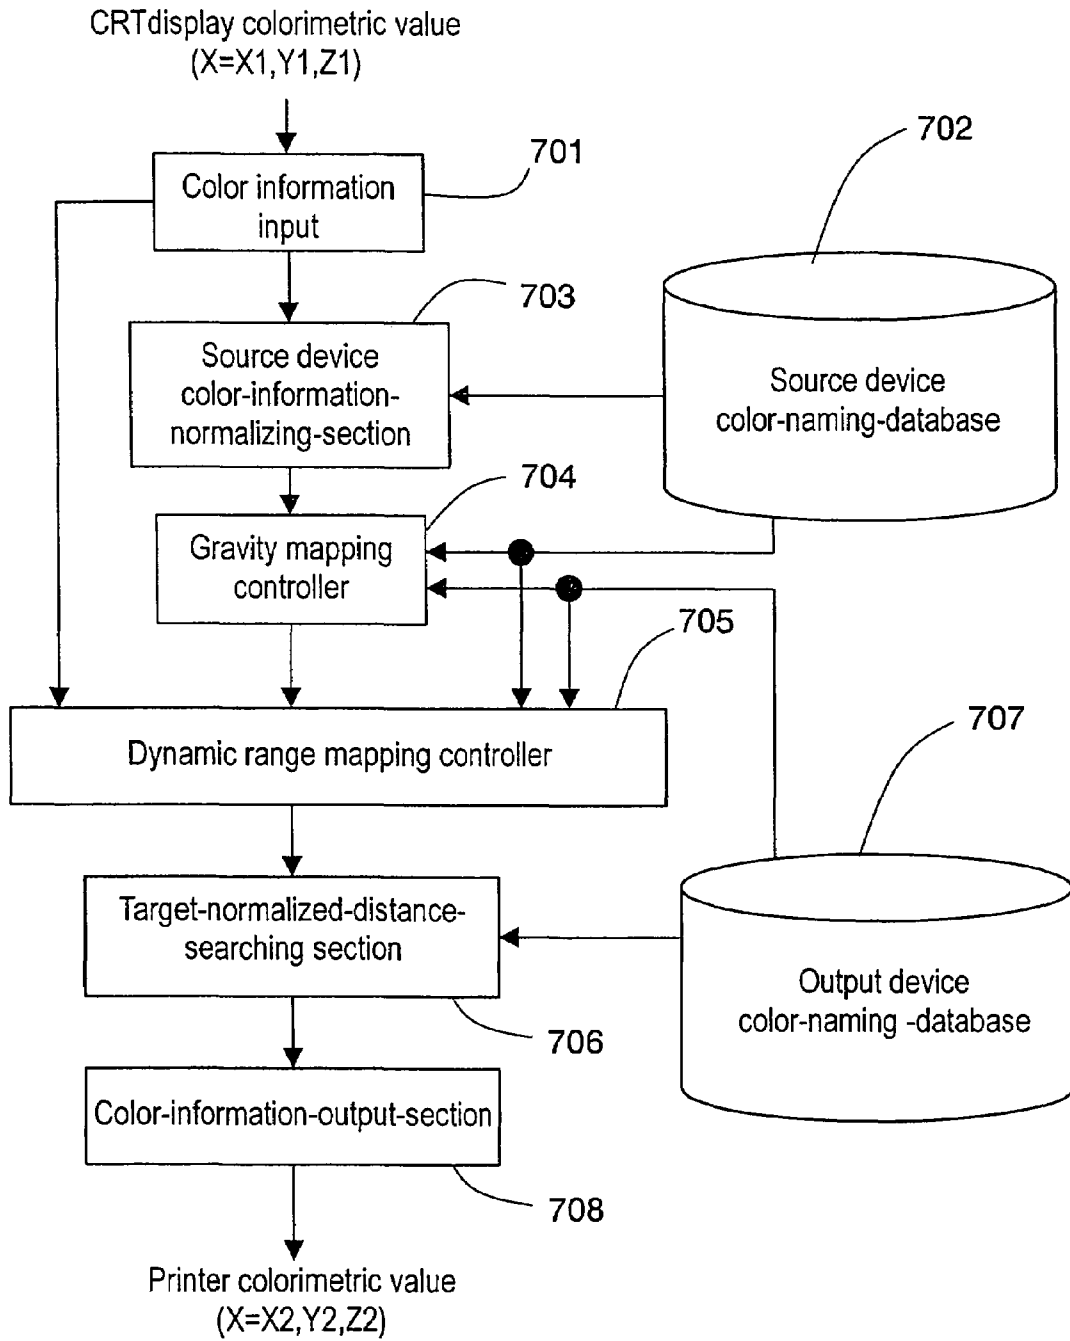 CRTdisplay colorimetric value
(X=X1,Y1,Z1)
701
702
Color information
input
703
Source device
color-information-
normalizing-section
Source device
color-naming-database
704
Gravity mapping
controller
705
Dynamic range mapping controller
707
Target-normalized-distance-
searching section
706
Output device
color-naming -database
Color-information-output-section
708
Printer colorimetric value
(X=X2,Y2,Z2)